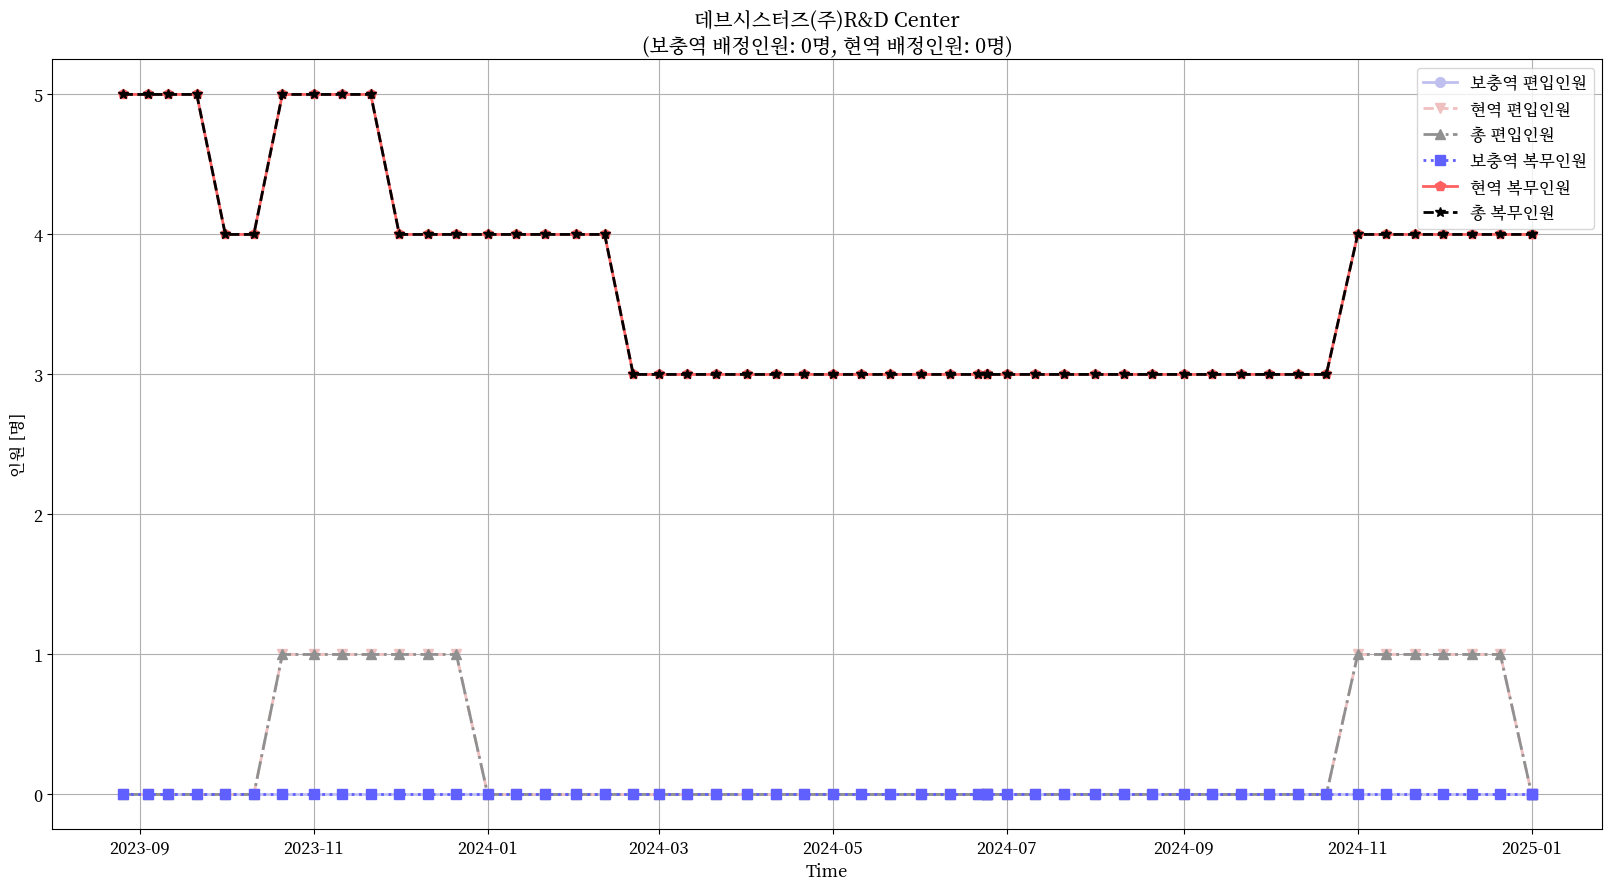 데브시스터즈(주)R&D Center
(보충역 배정인원: 0명, 현역 배정인원: 0명)
보충역 편입인원
현역 편입인원
총 편입인원
보충역 복무인원
현역 복무인원
총 복무인원
인원 [명]
5
4
3
2
1
0
2023-09 2023-11 2024-01 2024-03 2024-05 2024-07 2024-09 2024-11 2025-01
Time